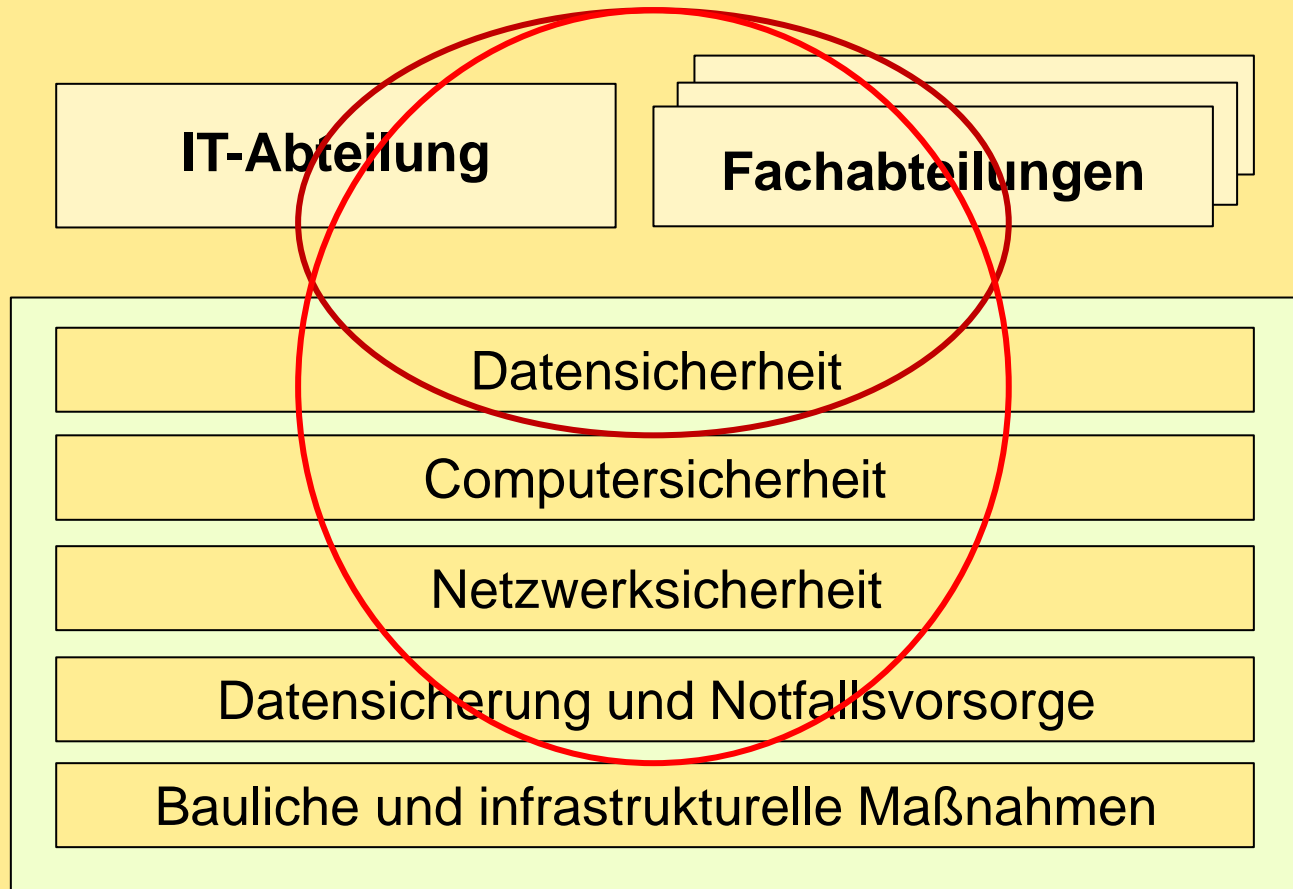 IT-Abteilung
Fachabteilungen
Datensicherheit
Computersicherheit
Netzwerksicherheit
Datensicherung und Notfallsvorsorge
Bauliche und infrastrukturelle Maßnahmen